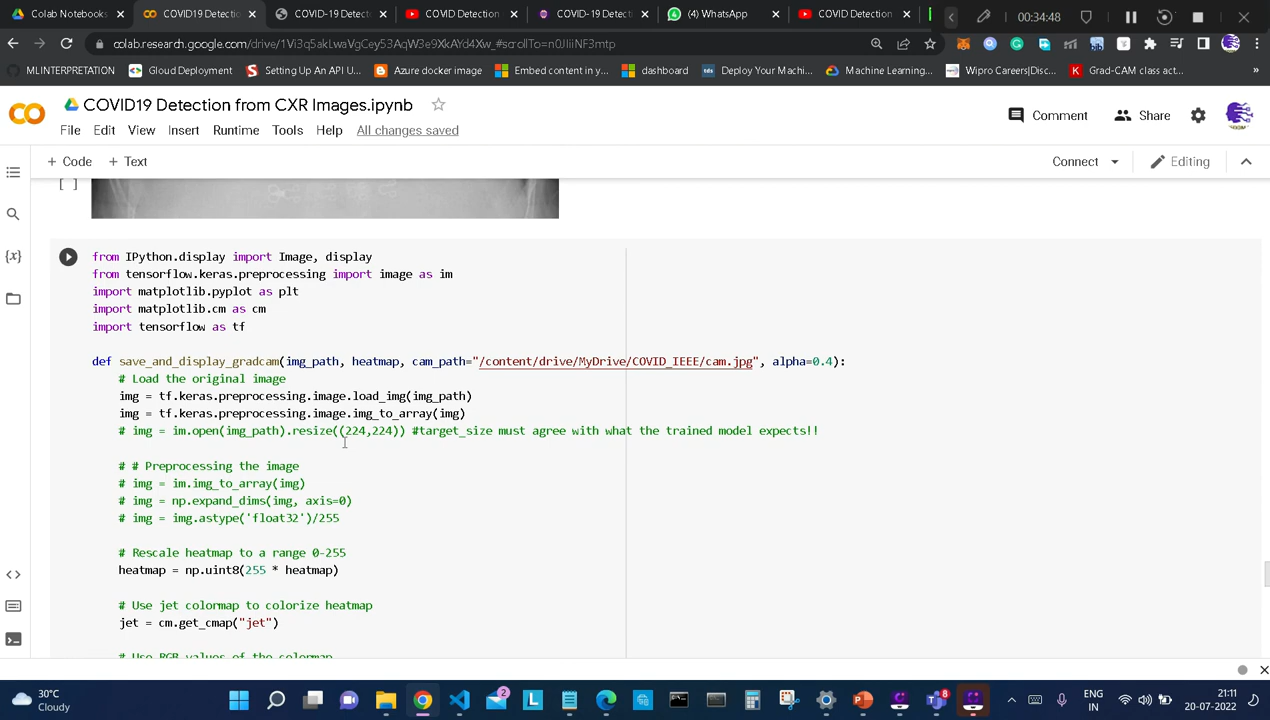 Colab Notebooks
COVID19 Detection
COVID-19 Detect
COVID Detection
COVID-19 Detect
(4) WhatsApp
COVID Detection
00:34:48
colab.research.google.com/drive/1Vi3q5akLwaVgCey53AqW3e9XkAYd4Xw_#scrollTo=n0JIiiNF3mtp
MLINTERPRETATION
Gloud Deployment
Setting Up An API U...
Azure docker image
Embed content in y...
dashboard
Deploy Your Machi...
Machine Learning...
Wipro Careers|Disc...
Grad-CAM class act...
»
COVID19 Detection from CXR Images.ipynb
Comment
Share
File Edit View Insert Runtime Tools Help All changes saved
+ Code + Text
Connect
Editing
[ ]
from IPython.display import Image, display
from tensorflow.keras.preprocessing import image as im
import matplotlib.pyplot as plt
import matplotlib.cm as cm
import tensorflow as tf
def save_and_display_gradcam(img_path, heatmap, cam_path="/content/drive/MyDrive/COVID_IEEE/cam.jpg", alpha=0.4):
# Load the original image
img = tf.keras.preprocessing.image.load_img(img_path)
img = tf.keras.preprocessing.image.img_to_array(img)
# img = im.open(img_path).resize((224,224)) #target_size must agree with what the trained model expects!!
# # Preprocessing the image
# img = im.img_to_array(img)
# img = np.expand_dims(img, axis=0)
# img = img.astype('float32')/255
# Rescale heatmap to a range 0-255
heatmap = np.uint8(255 * heatmap)
# Use jet colormap to colorize heatmap
jet = cm.get_cmap("jet")
# Use RGB values of the colormap
30°C
Cloudy
ENG
IN
21:11
20-07-2022